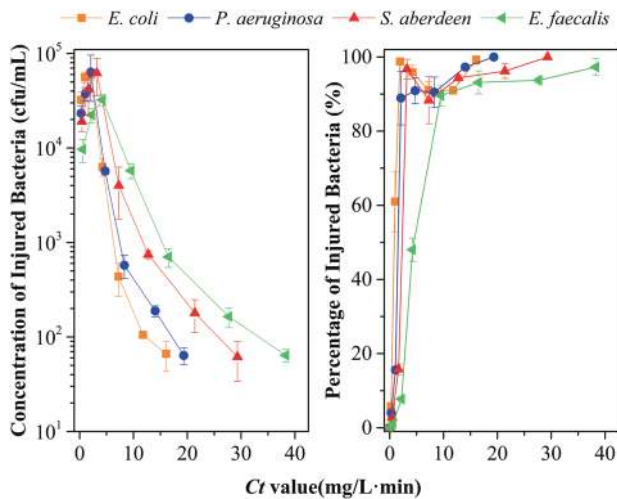 E. coli P. aeruginosa S. aberdeen E. faecalis
Concentration of Injured Bacteria (cfu/mL)
10^5
10^4
10^3
10^2
10^1
0 10 20 30 40
Percentage of Injured Bacteria (%)
100
80
60
40
20
0
0 10 20 30 40
Ct value(mg/L·min)